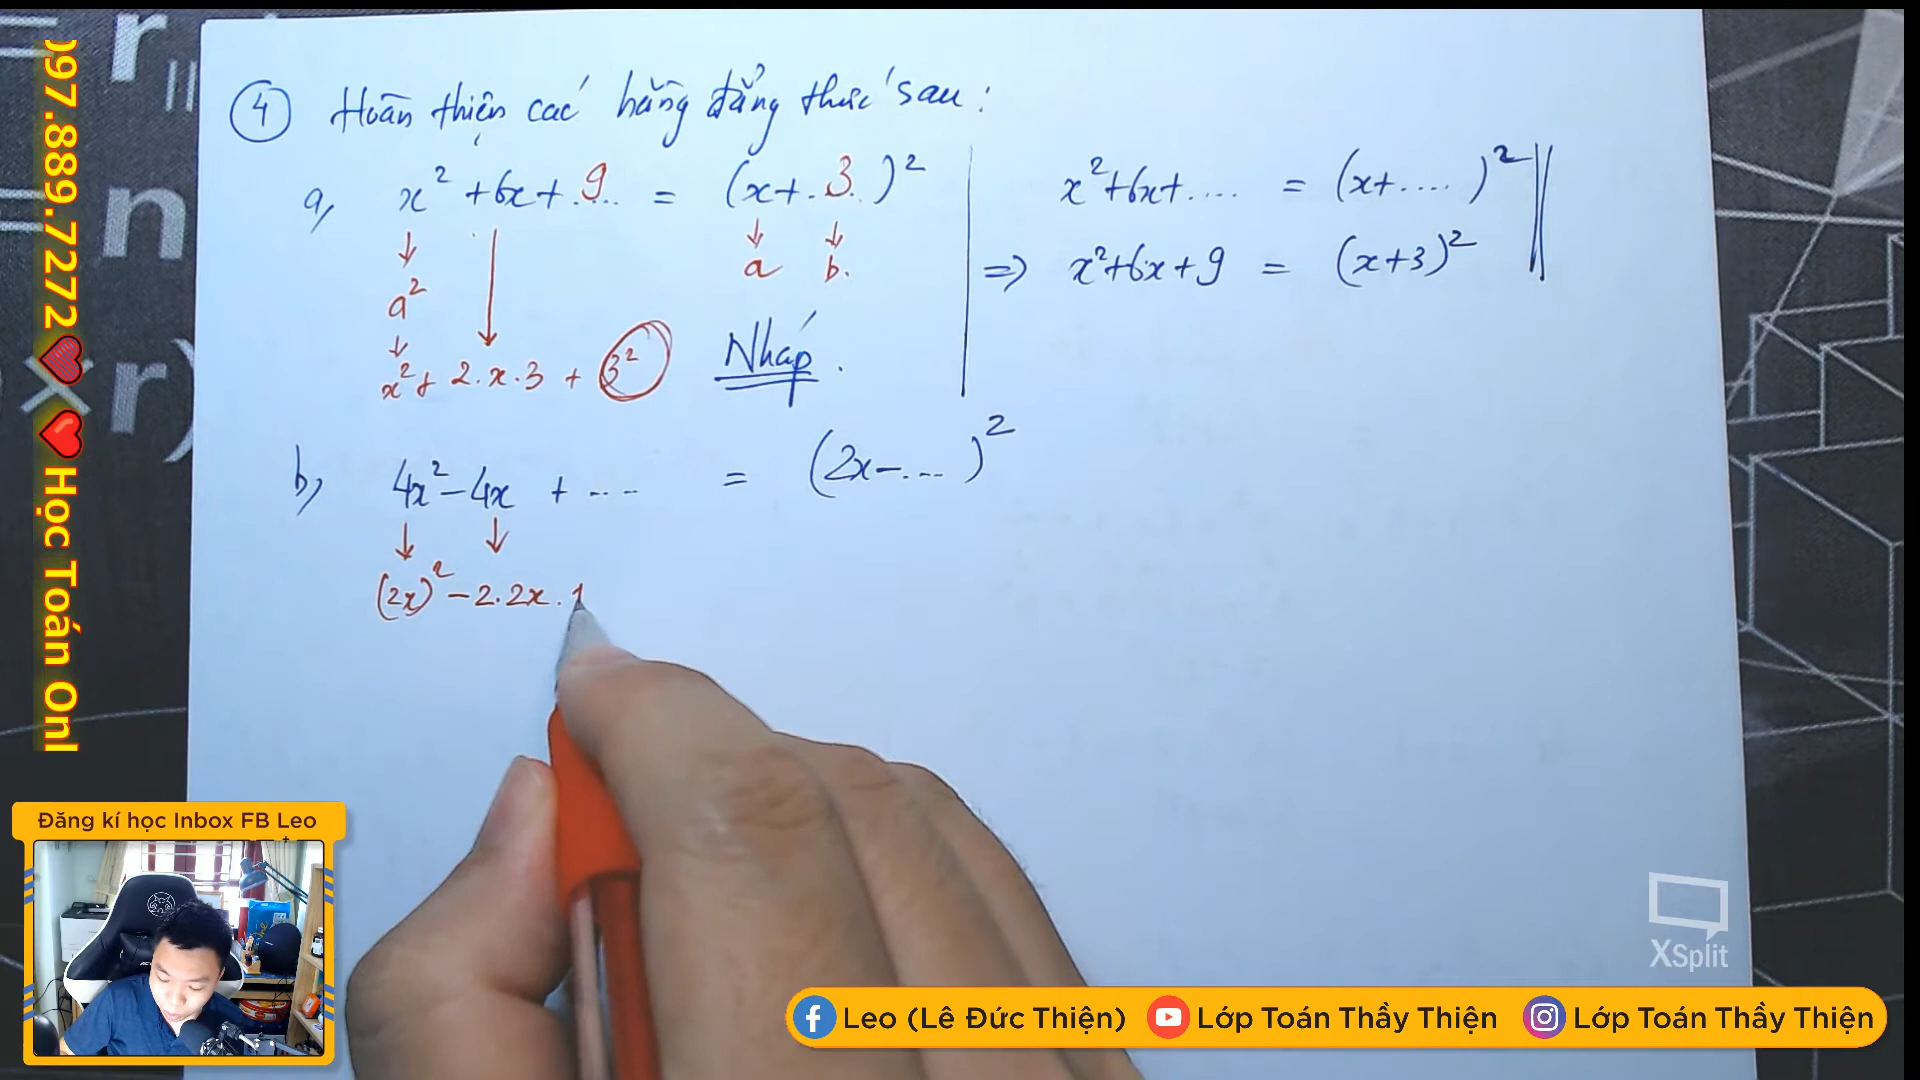 4 Hoàn thiện các hằng đẳng thức sau:
a, x² + 6x + .9... = (x + .3. )²
a² a b.
x² + 2.x.3 + 3² Nháp.
x² + 6x + .... = (x + .... )²
=> x² + 6x + 9 = (x + 3)²
b, 4x² - 4x + .... = (2x - .... )²
(2x)² - 2.2x.1
097.889.7272 Học Toán Onl
Đăng kí học Inbox FB Leo
XSplit
Leo (Lê Đức Thiện) Lớp Toán Thầy Thiện Lớp Toán Thầy Thiện